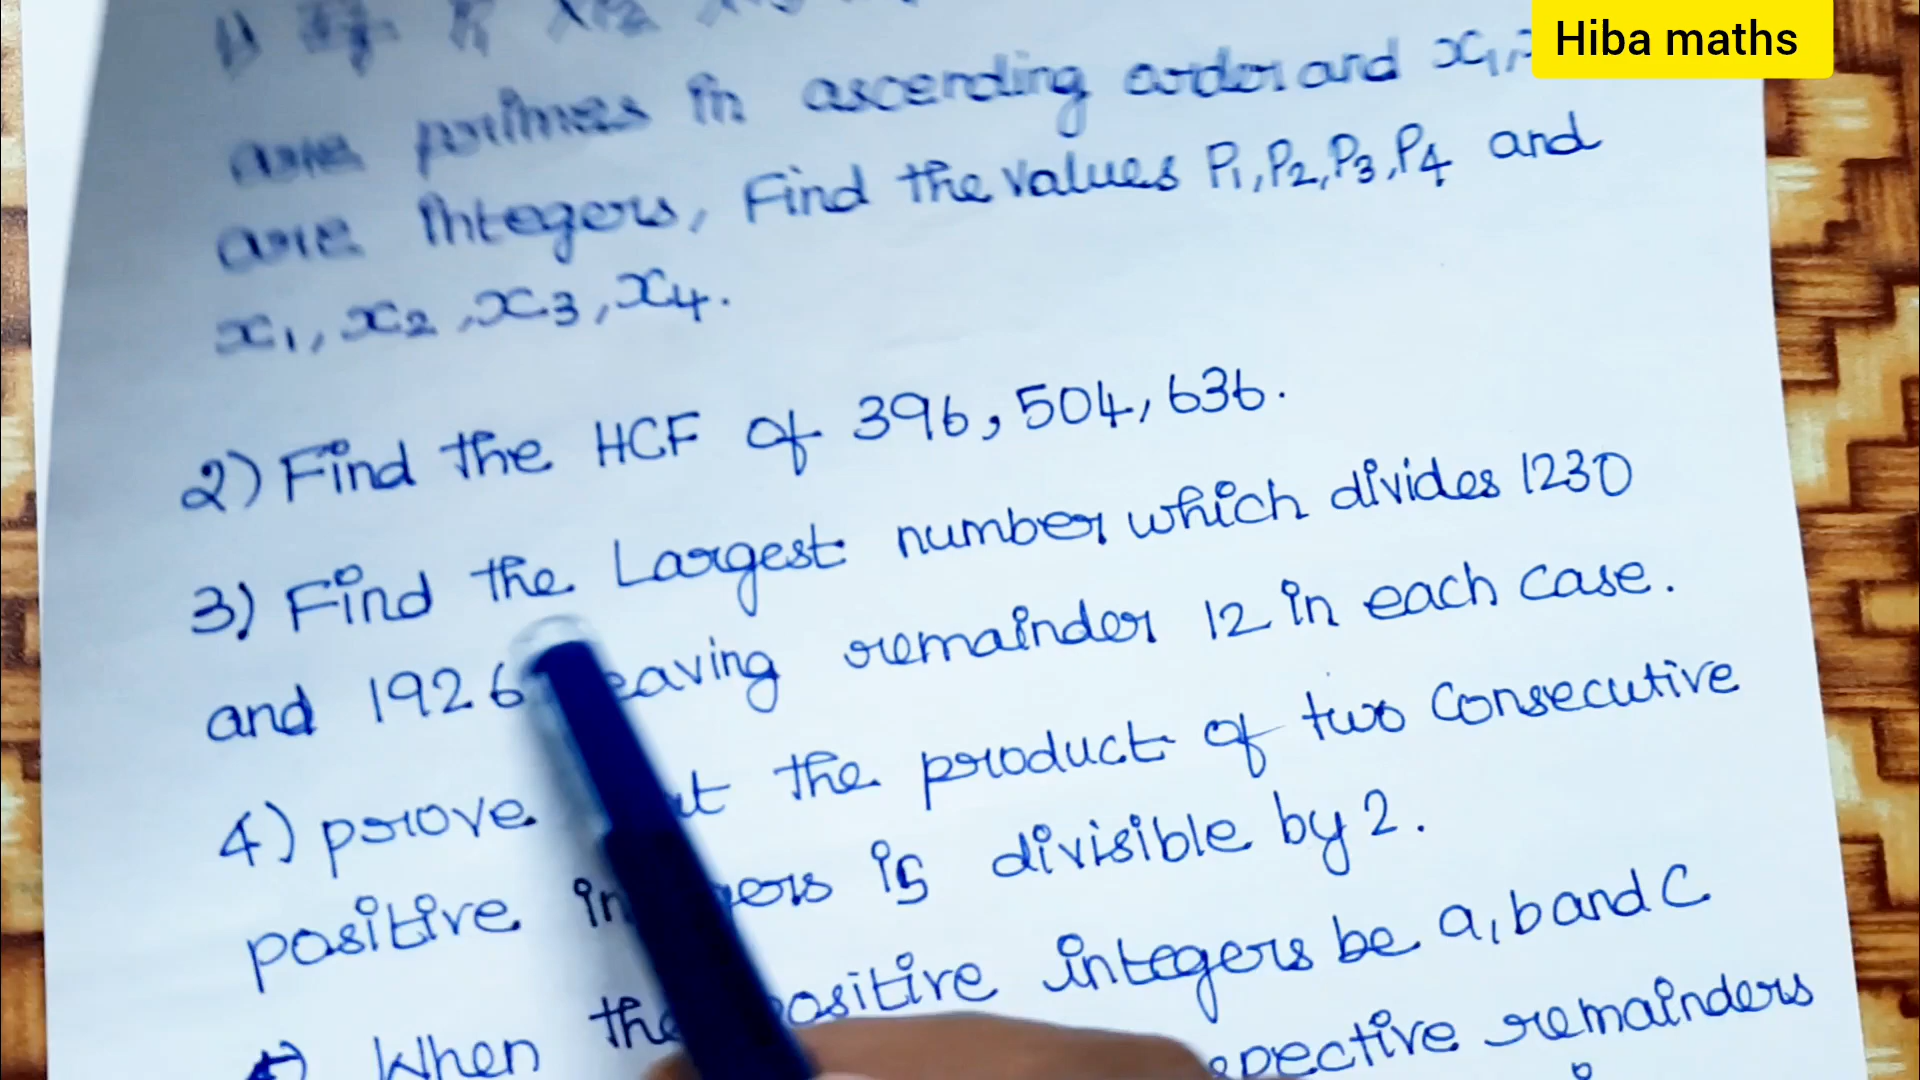 Hiba maths
are primes in ascending order and x1,
are integers, Find the values P1, P2, P3, P4 and
x1, x2, x3, x4.
2) Find the HCF of 396, 504, 636.
3) Find the Largest number which divides 1230
and 1926 leaving remainder 12 in each case.
4) prove the product of two consecutive
positive is divisible by 2.
When positive integers be a, b and C
remainders